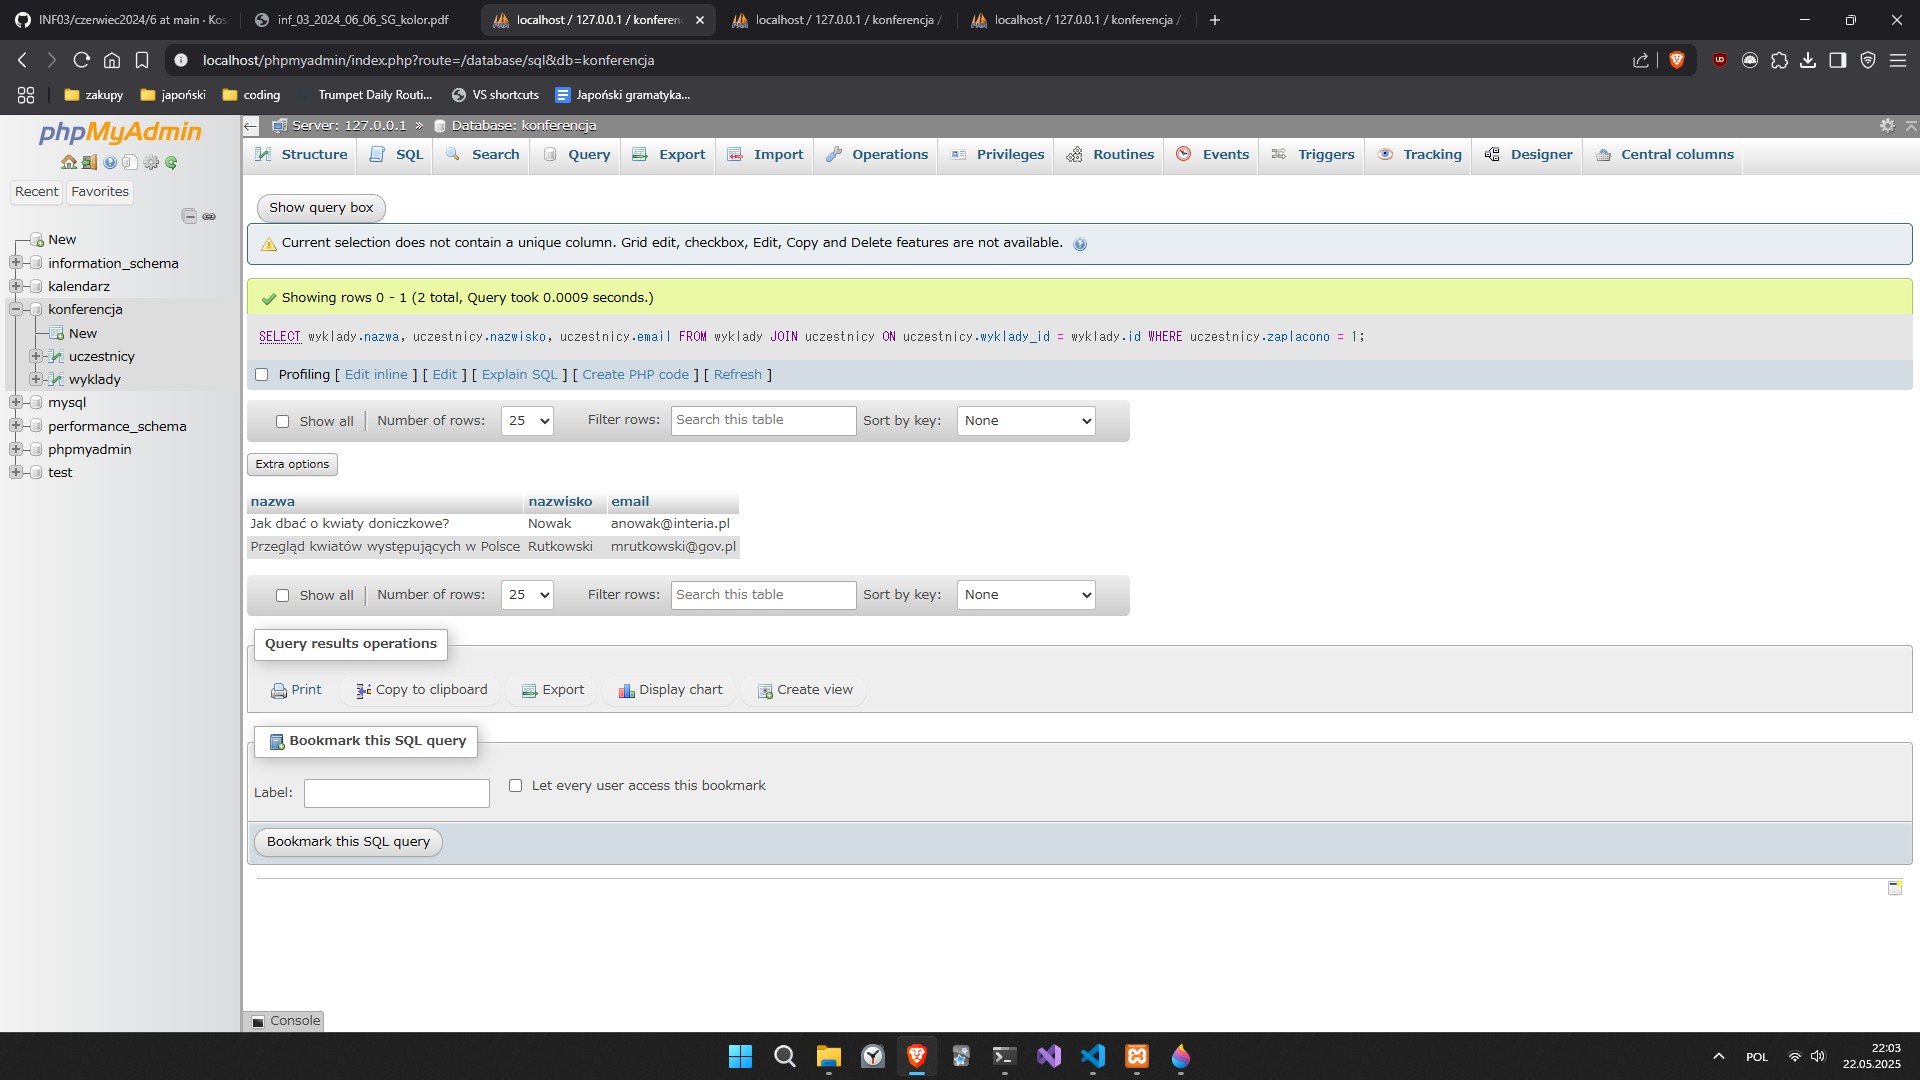 INF03/czerwiec2024/6 at main · Kos
inf_03_2024_06_06_SG_kolor.pdf
localhost / 127.0.0.1 / konferen
localhost / 127.0.0.1 / konferencja /
localhost / 127.0.0.1 / konferencja /
localhost/phpmyadmin/index.php?route=/database/sql&db=konferencja
zakupy
japoński
coding
Trumpet Daily Routi...
VS shortcuts
Japoński gramatyka...
phpMyAdmin
Recent
Favorites
New
information_schema
kalendarz
konferencja
New
uczestnicy
wyklady
mysql
performance_schema
phpmyadmin
test
Server: 127.0.0.1 » Database: konferencja
Structure
SQL
Search
Query
Export
Import
Operations
Privileges
Routines
Events
Triggers
Tracking
Designer
Central columns
Show query box
Current selection does not contain a unique column. Grid edit, checkbox, Edit, Copy and Delete features are not available.
Showing rows 0 - 1 (2 total, Query took 0.0009 seconds.)
SELECT wyklady.nazwa, uczestnicy.nazwisko, uczestnicy.email FROM wyklady JOIN uczestnicy ON uczestnicy.wyklady_id = wyklady.id WHERE uczestnicy.zaplacono = 1;
Profiling [ Edit inline ] [ Edit ] [ Explain SQL ] [ Create PHP code ] [ Refresh ]
Show all
Number of rows: 25
Filter rows: Search this table
Sort by key: None
Extra options
nazwa nazwisko email
Jak dbać o kwiaty doniczkowe? Nowak anowak@interia.pl
Przegląd kwiatów występujących w Polsce Rutkowski mrutkowski@gov.pl
Show all
Number of rows: 25
Filter rows: Search this table
Sort by key: None
Query results operations
Print
Copy to clipboard
Export
Display chart
Create view
Bookmark this SQL query
Label:
Let every user access this bookmark
Bookmark this SQL query
Console
POL
22:03
22.05.2025